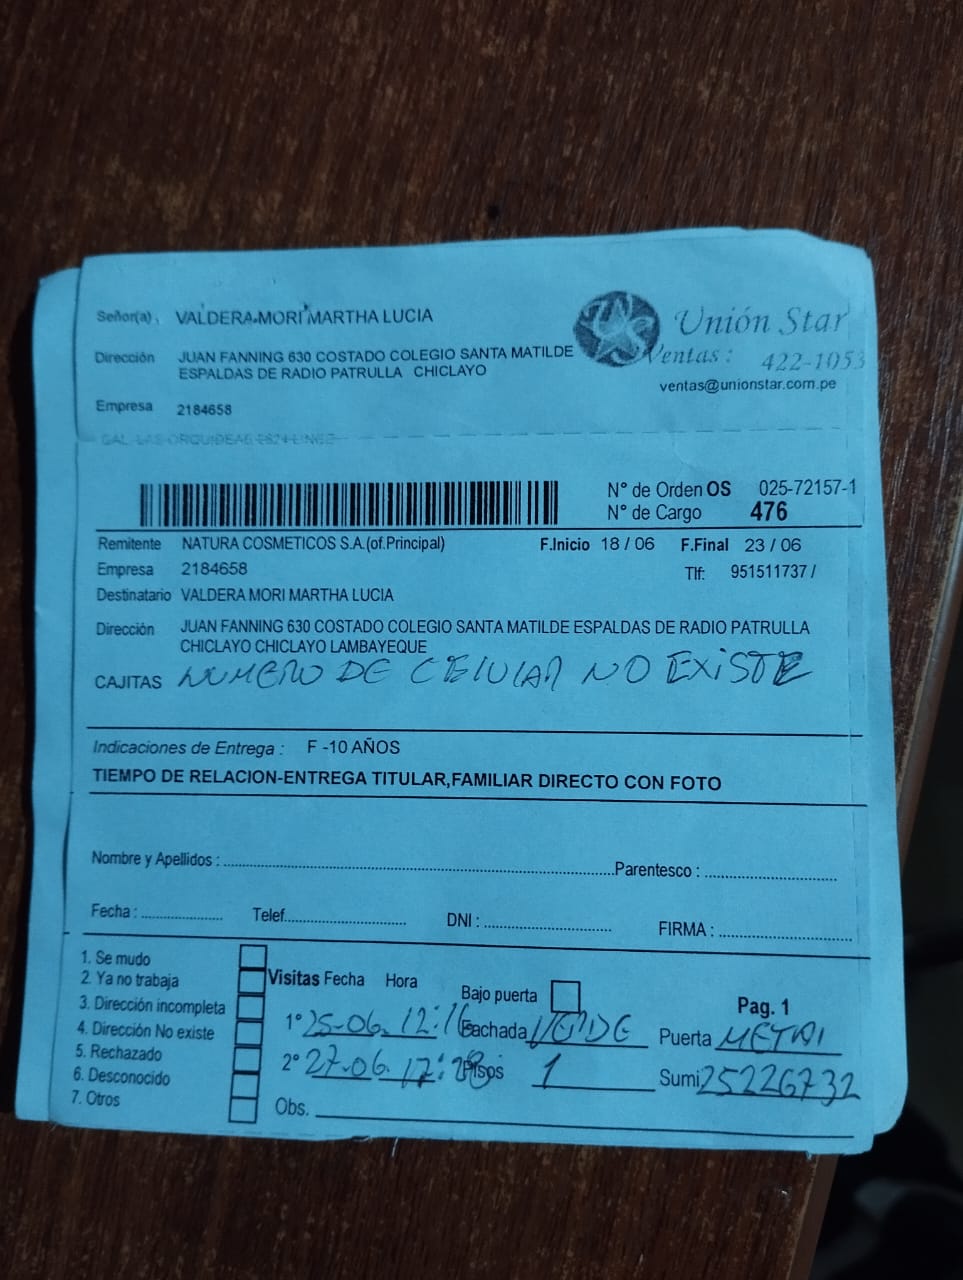 Señor(a) VALDERA MORI MARTHA LUCIA
Unión Star
Dirección JUAN FANNING 630 COSTADO COLEGIO SANTA MATILDE
ESPALDAS DE RADIO PATRULLA CHICLAYO
Ventas: 422-1053
ventas@unionstar.com.pe
Empresa 2184658
N° de Orden OS 025-72157-1
N° de Cargo 476
Remitente NATURA COSMETICOS S.A.(of.Principal) F.Inicio 18 / 06 F.Final 23 / 06
Empresa 2184658 Tlf: 951511737 /
Destinatario VALDERA MORI MARTHA LUCIA
Dirección JUAN FANNING 630 COSTADO COLEGIO SANTA MATILDE ESPALDAS DE RADIO PATRULLA
CHICLAYO CHICLAYO LAMBAYEQUE
CAJITAS NUMERO DE CELULAR NO EXISTE
Indicaciones de Entrega : F -10 AÑOS
TIEMPO DE RELACION-ENTREGA TITULAR,FAMILIAR DIRECTO CON FOTO
Nombre y Apellidos : Parentesco :
Fecha : Telef. DNI : FIRMA :
1. Se mudo
2. Ya no trabaja Visitas Fecha Hora Bajo puerta Pag. 1
3. Dirección incompleta 1° 25-06. 12:16 Fachada VERDE Puerta METAL
4. Dirección No existe
5. Rechazado 2° 27-06. 17: Pisos 1 Sumi 25226732
6. Desconocido
7. Otros Obs.